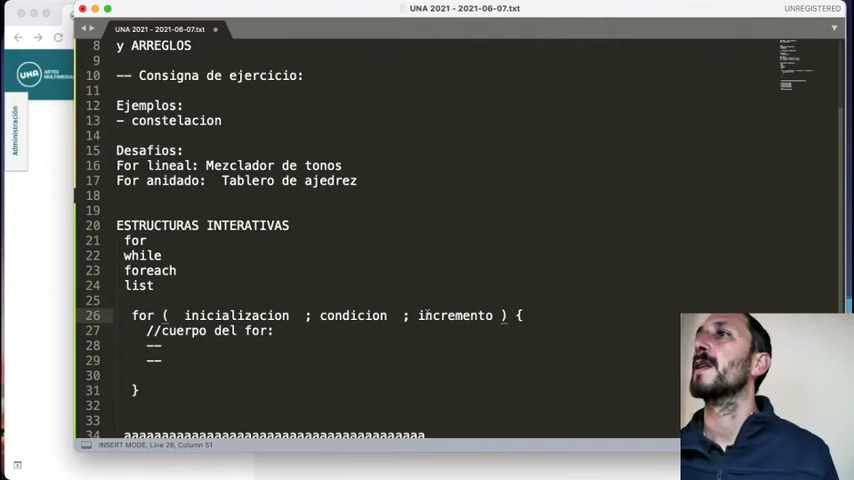 UNA 2021 - 2021-06-07.txt
UNREGISTERED
UNA 2021 - 2021-06-07.txt
UNA ARTES
MULTIMEDIA
Administración
8 y ARREGLOS
9
10 -- Consigna de ejercicio:
11
12 Ejemplos:
13 - constelacion
14
15 Desafios:
16 For lineal: Mezclador de tonos
17 For anidado:  Tablero de ajedrez
18
19
20 ESTRUCTURAS INTERATIVAS
21 for
22 while
23 foreach
24 list
25
26 for (  inicializacion  ; condicion  ; incremento ) {
27 //cuerpo del for:
28 --
29 --
30
31 }
32
33
34 aaaaaaaaaaaaaaaaaaaaaaaaaaaaaaaaaaaaaaaa
INSERT MODE, Line 26, Column 51